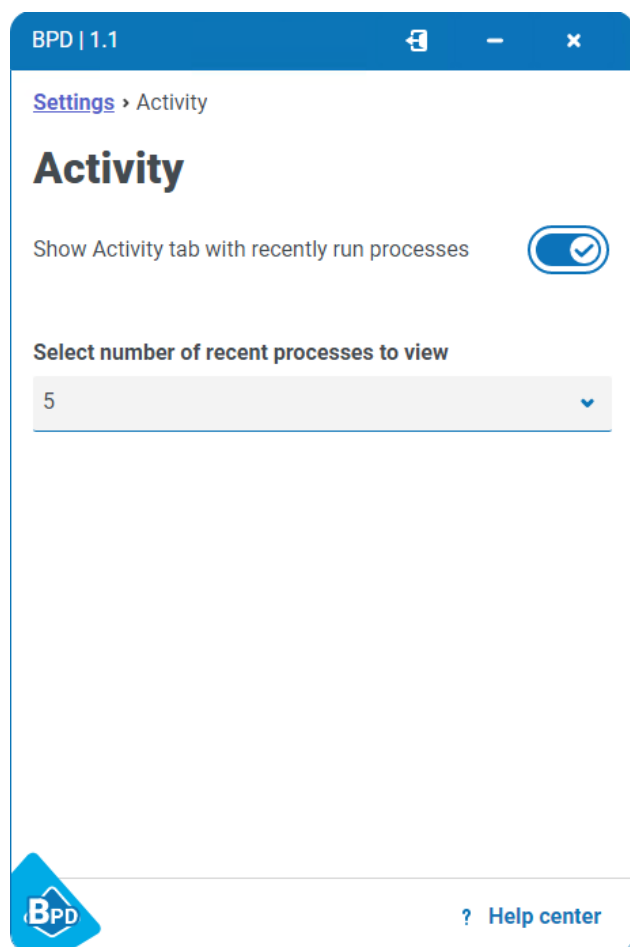 BPD | 1.1
Settings › Activity
Activity
Show Activity tab with recently run processes
Select number of recent processes to view
5
BPD
? Help center